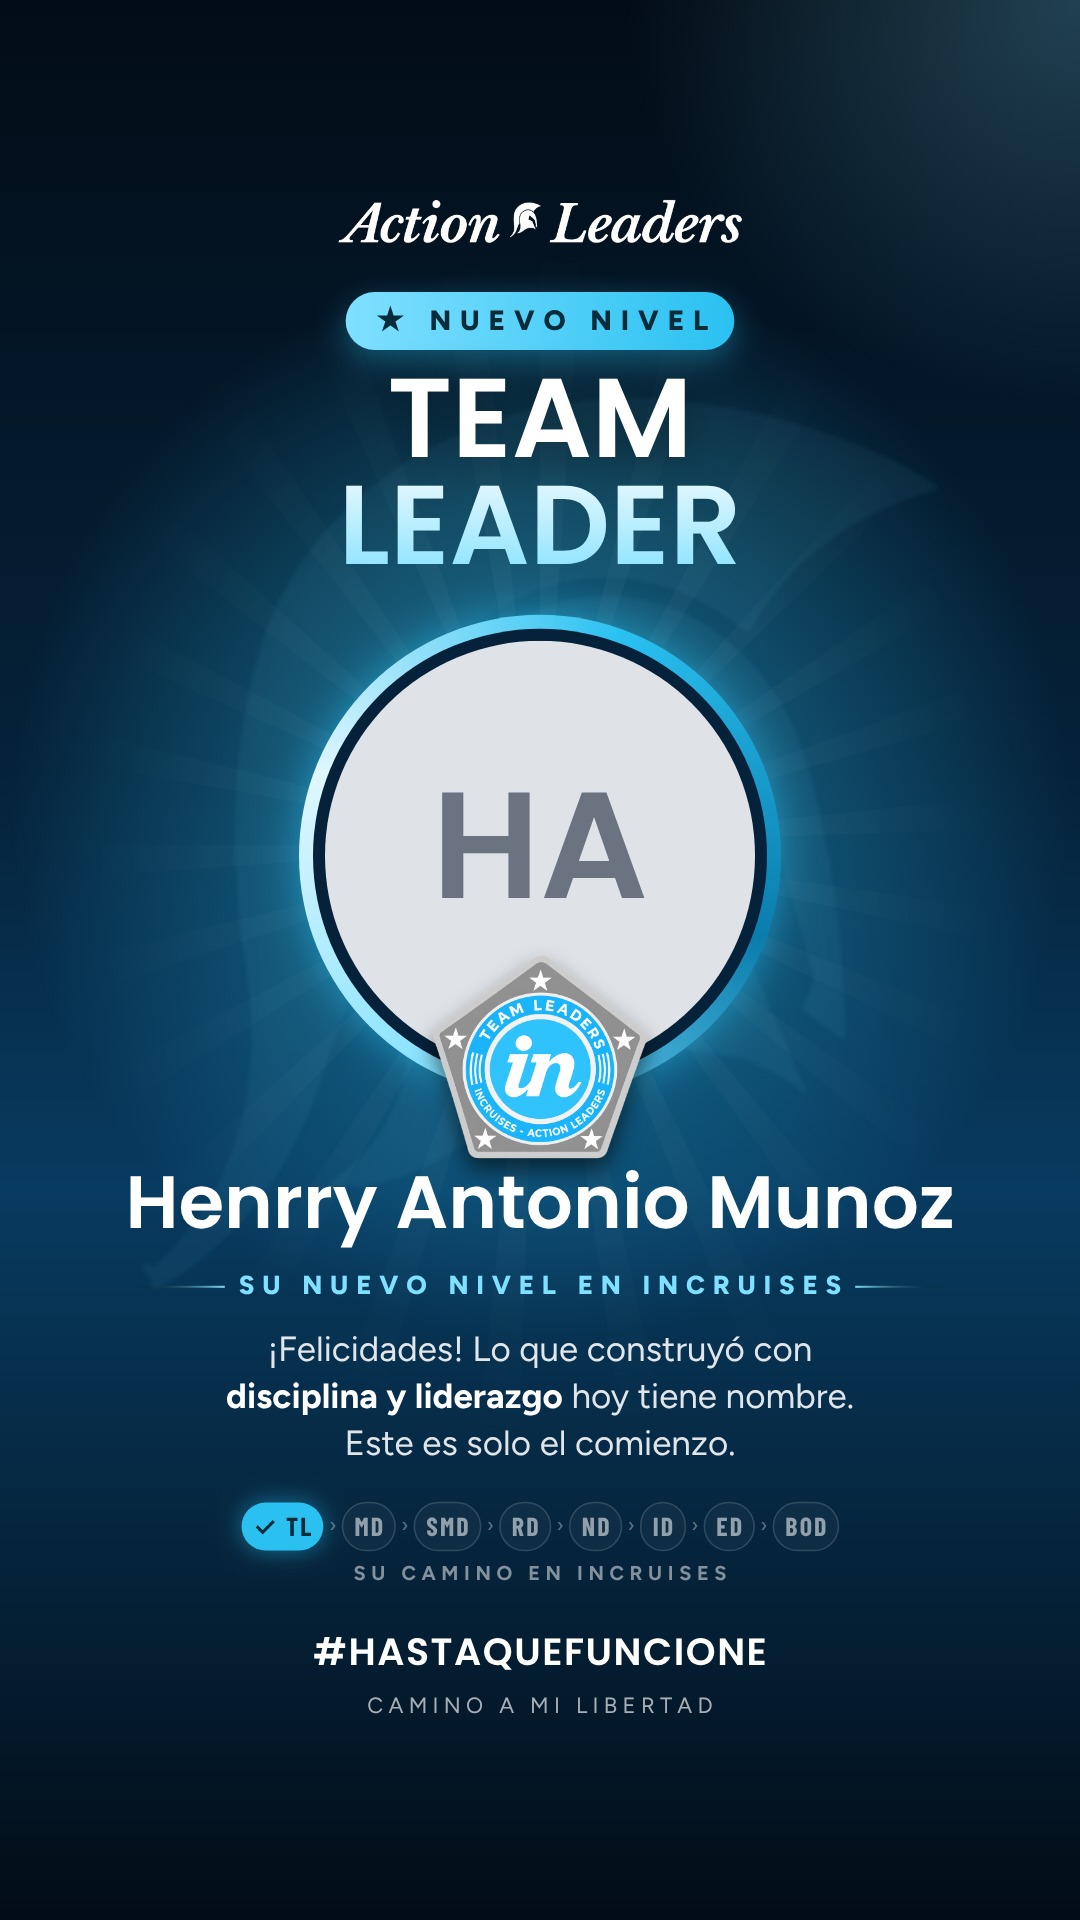 Action Leaders
★ NUEVO NIVEL
TEAM
LEADER
HA
TEAM LEADERS
in
INCRUISES - ACTION LEADERS
Henrry Antonio Munoz
SU NUEVO NIVEL EN INCRUISES
¡Felicidades! Lo que construyó con
disciplina y liderazgo hoy tiene nombre.
Este es solo el comienzo.
✓ TL › MD › SMD › RD › ND › ID › ED › BOD
SU CAMINO EN INCRUISES
#HASTAQUEFUNCIONE
CAMINO A MI LIBERTAD